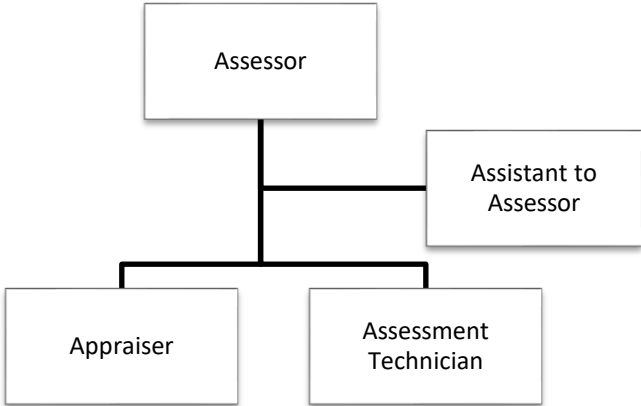 Assessor
Assistant to
Assessor
Appraiser
Assessment
Technician